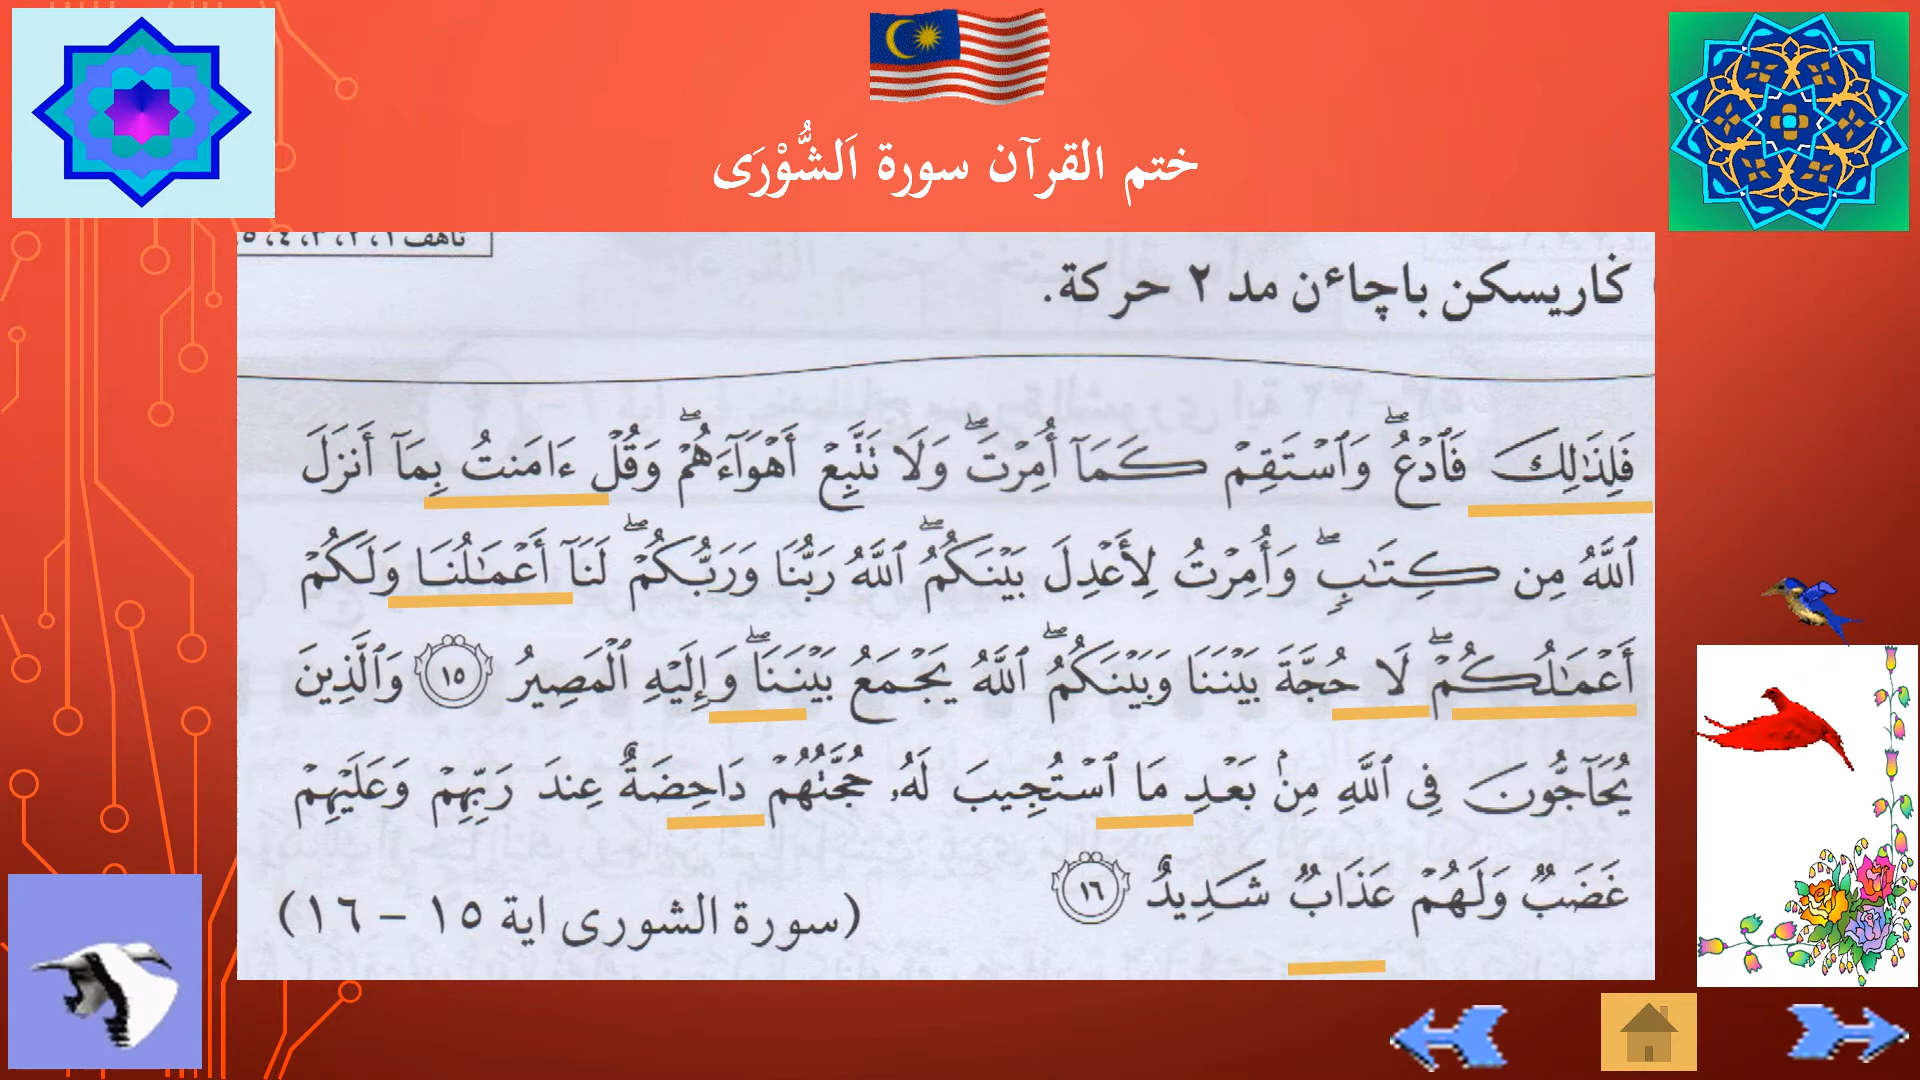 ختم القرآن سورة اَلشُّوْرَى
تاهف ١، ٢، ٣، ٤، ٥
ݢاريسکن باچاءن مد ٢ حركة.
فَلِذَٰلِكَ فَٱدْعُ ۖ وَٱسْتَقِمْ كَمَآ أُمِرْتَ ۖ وَلَا تَتَّبِعْ أَهْوَآءَهُمْ ۖ وَقُلْ ءَامَنتُ بِمَآ أَنزَلَ
ٱللَّهُ مِن كِتَٰبٍ ۖ وَأُمِرْتُ لِأَعْدِلَ بَيْنَكُمُ ۖ ٱللَّهُ رَبُّنَا وَرَبُّكُمْ ۖ لَنَآ أَعْمَٰلُنَا وَلَكُمْ
أَعْمَٰلُكُمْ ۖ لَا حُجَّةَ بَيْنَنَا وَبَيْنَكُمُ ۖ ٱللَّهُ يَجْمَعُ بَيْنَنَا ۖ وَإِلَيْهِ ٱلْمَصِيرُ ١٥ وَٱلَّذِينَ
يُحَآجُّونَ فِى ٱللَّهِ مِنۢ بَعْدِ مَا ٱسْتُجِيبَ لَهُۥ حُجَّتُهُمْ دَاحِضَةٌ عِندَ رَبِّهِمْ وَعَلَيْهِمْ
غَضَبٌ وَلَهُمْ عَذَابٌ شَدِيدٌ ١٦
(سورة الشورى اية ١٥ – ١٦)